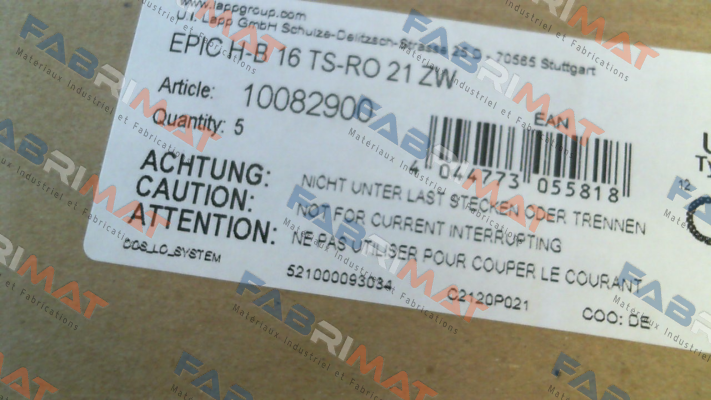 www.lappgroup.com
U.I. Lapp GmbH Schulze-Delitzsch-Strasse 25 D - 70565 Stuttgart
EPIC H-B 16 TS-RO 21 ZW
Article: 10082900
Quantity: 5
EAN
4 044773 055818
ACHTUNG: NICHT UNTER LAST STECKEN ODER TRENNEN
CAUTION: NOT FOR CURRENT INTERRUPTING
ATTENTION: NE PAS UTILISER POUR COUPER LE COURANT
521000093034 C2120P021 COO: DE
FABRIMAT
Materiaux Industriel et Fabrications